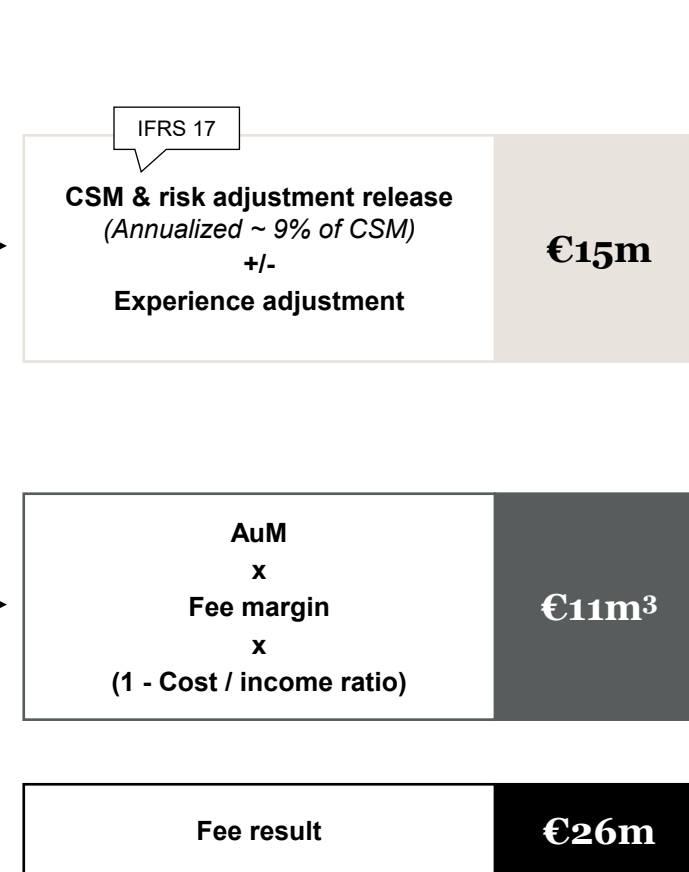 IFRS 17
CSM & risk adjustment release
(Annualized ~ 9% of CSM)
+/-
Experience adjustment
€15m
AuM
x
Fee margin
x
(1 - Cost / income ratio)
€11m³
Fee result
€26m